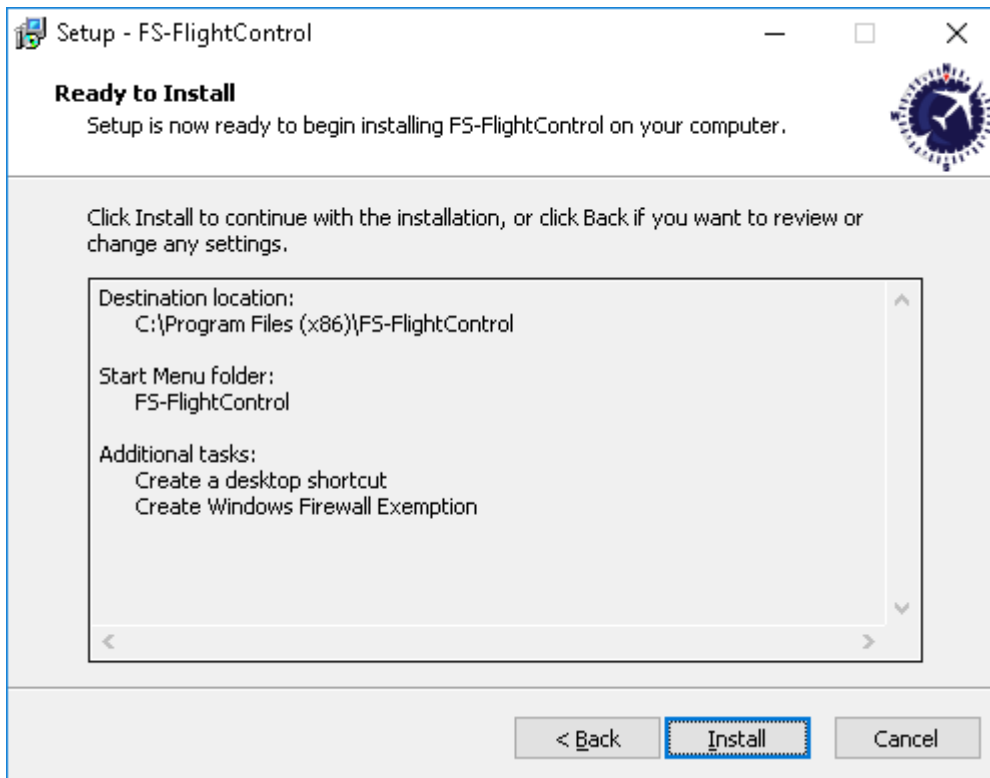 Setup - FS-FlightControl
Ready to Install
Setup is now ready to begin installing FS-FlightControl on your computer.
N
W
S
Click Install to continue with the installation, or click Back if you want to review or
change any settings.
Destination location:
C:\Program Files (x86)\FS-FlightControl
Start Menu folder:
FS-FlightControl
Additional tasks:
Create a desktop shortcut
Create Windows Firewall Exemption
< Back
Install
Cancel